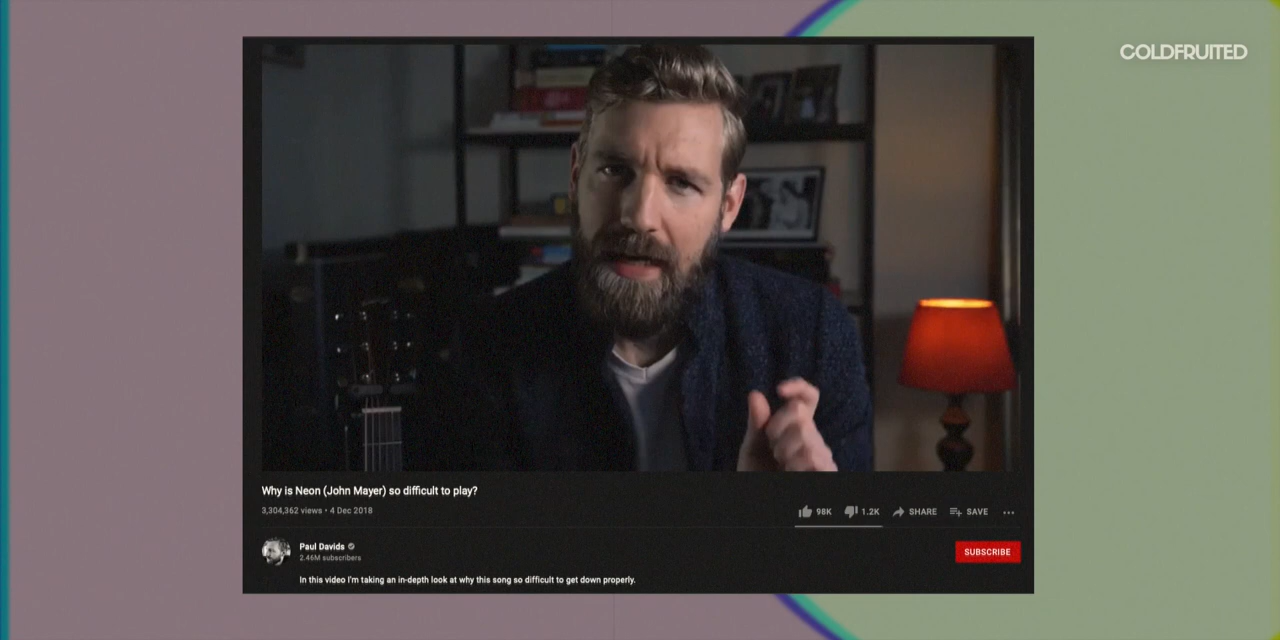 COLDFRUITED
Why is Neon (John Mayer) so difficult to play?
3,304,362 views • 4 Dec 2018
98K 1.2K SHARE SAVE
Paul Davids
2.46M subscribers
SUBSCRIBE
In this video I'm taking an in-depth look at why this song so difficult to get down properly.